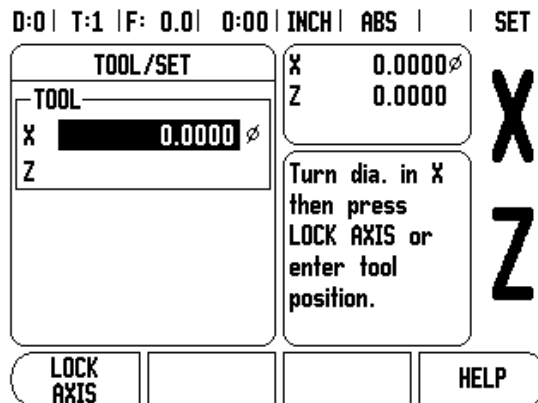 D:0 | T:1 | F: 0.0 | 0:00 | INCH | ABS | | SET
TOOL/SET
TOOL
X 0.0000 ⌀
Z
X 0.0000 ⌀
Z 0.0000
Turn dia. in X
then press
LOCK AXIS or
enter tool
position.
X
Z
LOCK
AXIS
HELP